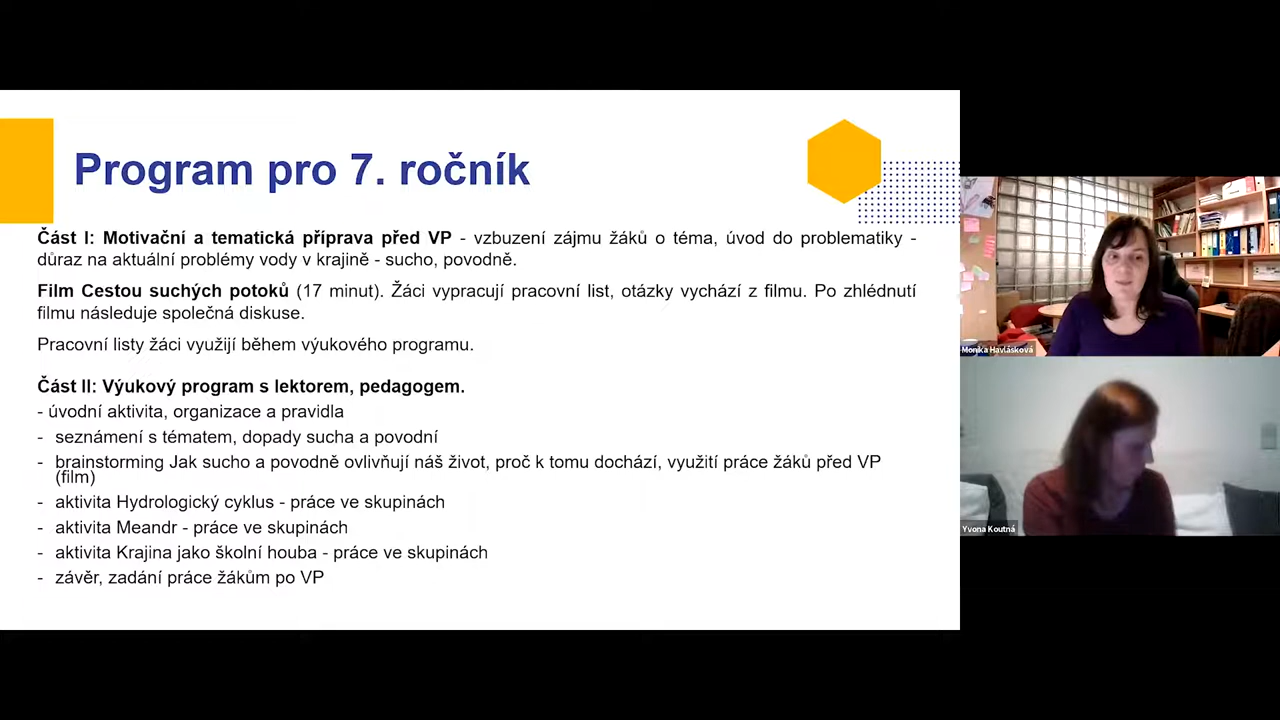 Program pro 7. ročník
Část I: Motivační a tematická příprava před VP - vzbuzení zájmu žáků o téma, úvod do problematiky -
důraz na aktuální problémy vody v krajině - sucho, povodně.
Film Cestou suchých potoků (17 minut). Žáci vypracují pracovní list, otázky vychází z filmu. Po zhlédnutí
filmu následuje společná diskuse.
Pracovní listy žáci využijí během výukového programu.
Část II: Výukový program s lektorem, pedagogem.
- úvodní aktivita, organizace a pravidla
- seznámení s tématem, dopady sucha a povodní
- brainstorming Jak sucho a povodně ovlivňují náš život, proč k tomu dochází, využití práce žáků před VP
(film)
- aktivita Hydrologický cyklus - práce ve skupinách
- aktivita Meandr - práce ve skupinách
- aktivita Krajina jako školní houba - práce ve skupinách
- závěr, zadání práce žákům po VP
Monika Havlásková
Yvona Koutná